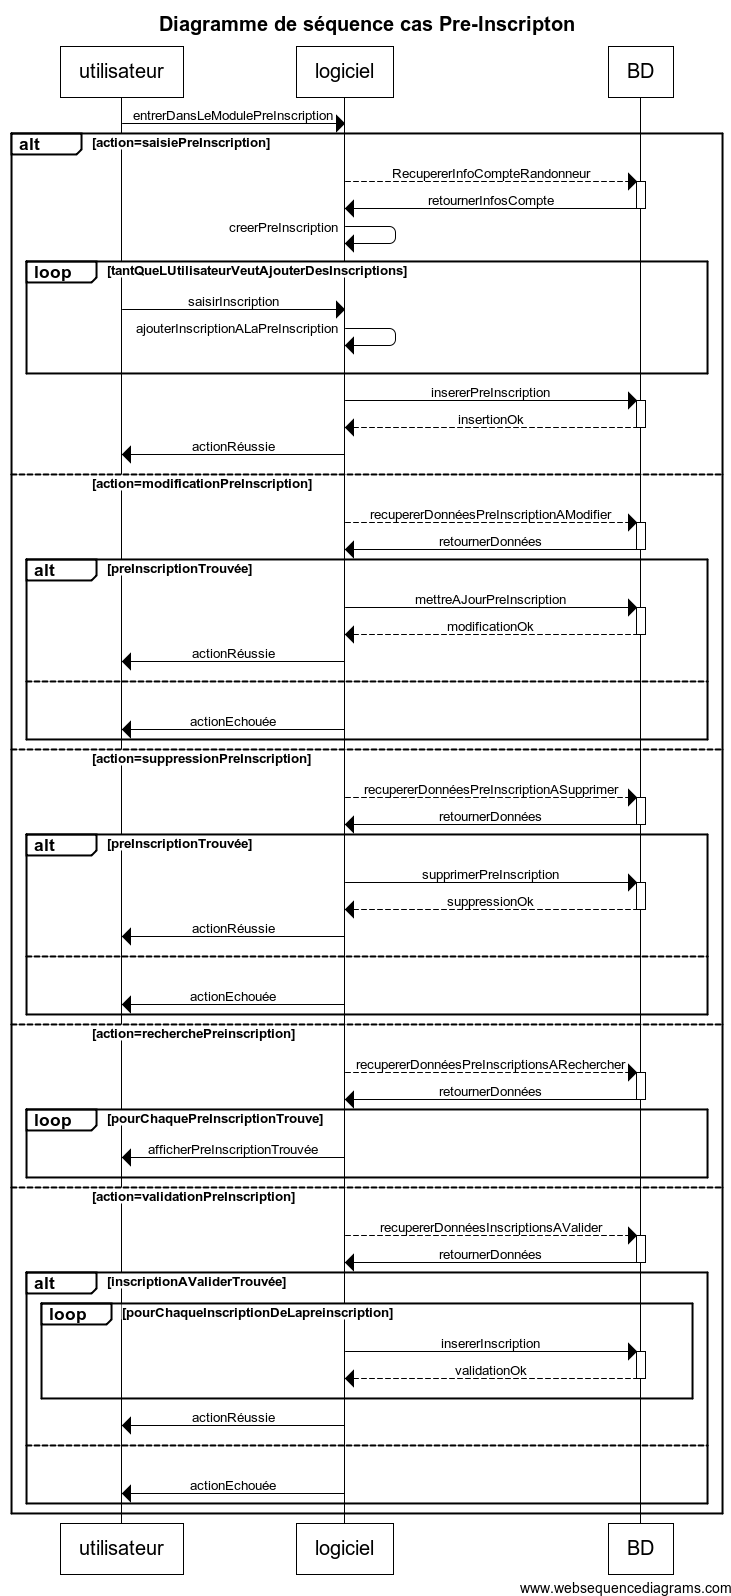 Diagramme de séquence cas Pre-Inscripton
utilisateur
logiciel
BD
entrerDansLeModulePreInscription
alt
[action=saisiePreInscription]
RecupererInfoCompteRandonneur
retournerInfosCompte
creerPreInscription
loop
[tantQueLUtilisateurVeutAjouterDesInscriptions]
saisirInscription
ajouterInscriptionALaPreInscription
insererPreInscription
insertionOk
actionRéussie
[action=modificationPreInscription]
recupererDonnéesPreInscriptionAModifier
retournerDonnées
alt
[preInscriptionTrouvée]
mettreAJourPreInscription
modificationOk
actionRéussie
actionEchouée
[action=suppressionPreInscription]
recupererDonnéesPreInscriptionASupprimer
retournerDonnées
alt
[preInscriptionTrouvée]
supprimerPreInscription
suppressionOk
actionRéussie
actionEchouée
[action=recherchePreinscription]
recupererDonnéesPreInscriptionsARechercher
retournerDonnées
loop
[pourChaquePreInscriptionTrouve]
afficherPreInscriptionTrouvée
[action=validationPreInscription]
recupererDonnéesInscriptionsAValider
retournerDonnées
alt
[inscriptionAValiderTrouvée]
loop
[pourChaqueInscriptionDeLapreinscription]
insererInscription
validationOk
actionRéussie
actionEchouée
utilisateur
logiciel
BD
www.websequencediagrams.com